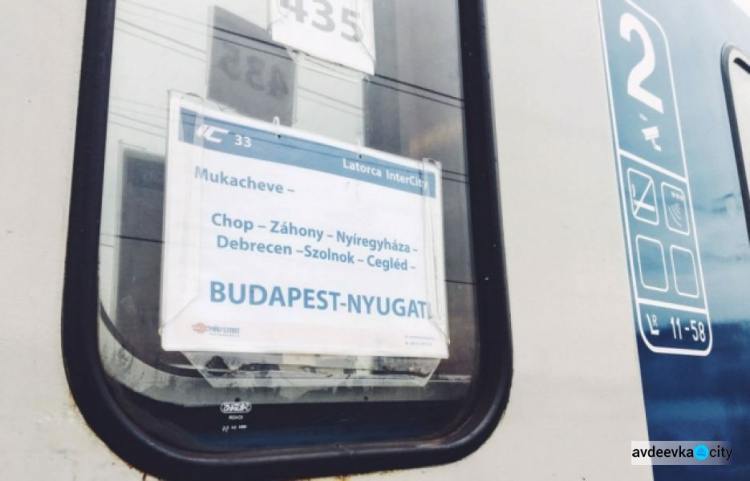 435
IC 33
Latorca InterCity
Mukacheve –
Chop – Záhony – Nyíregyháza –
Debrecen –Szolnok – Cegléd –
BUDAPEST-NYUGATI
2
R 11-58
avdeevka city